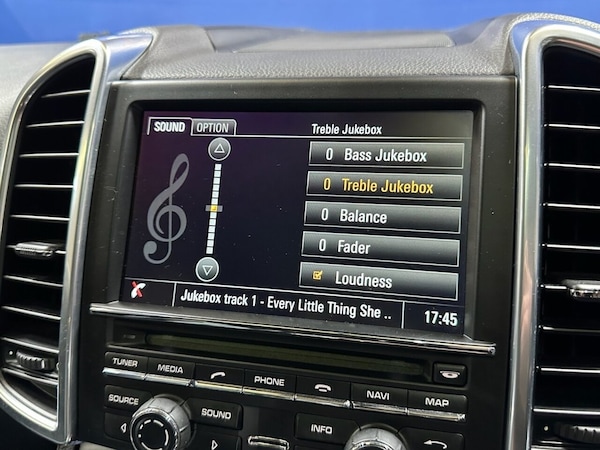 SOUND OPTION Treble Jukebox
0 Bass Jukebox
0 Treble Jukebox
0 Balance
0 Fader
Loudness
Jukebox track 1 - Every Little Thing She .. 17:45
TUNER MEDIA PHONE NAVI MAP
SOURCE SOUND INFO